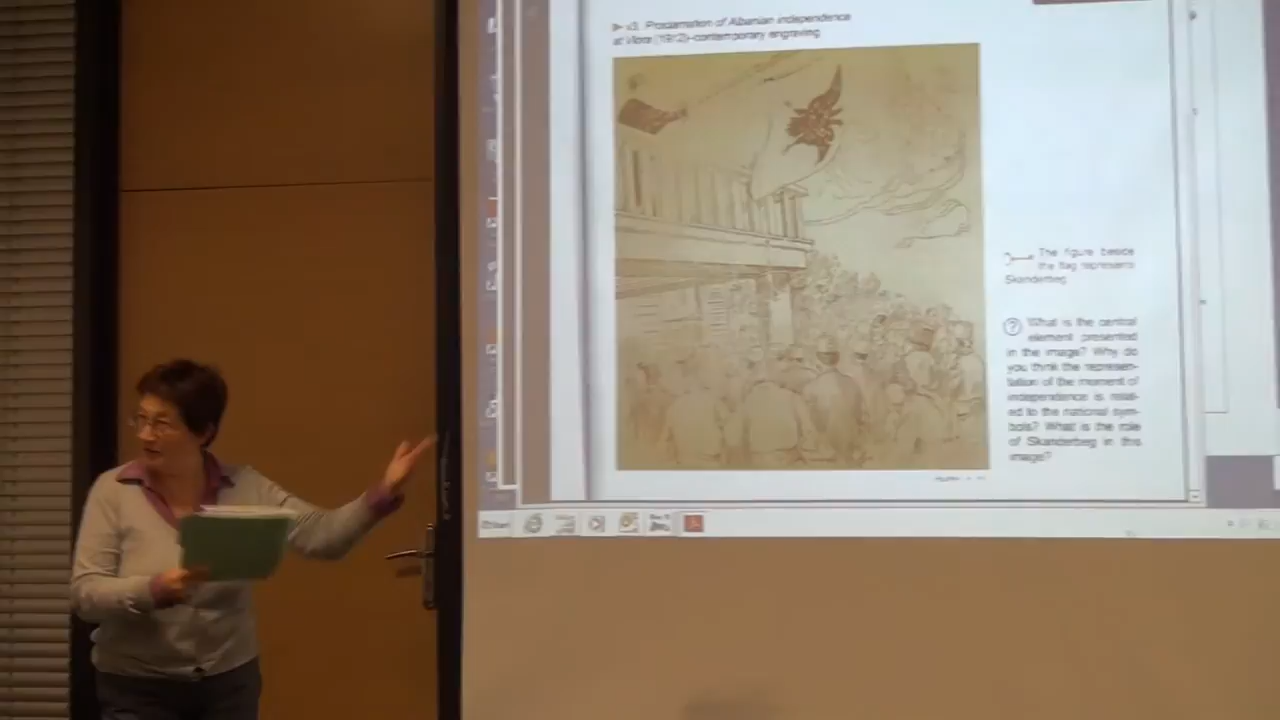 v3. Proclamation of Albanian independence
at Vlora (1912)–contemporary engraving
The figure beside
the flag represents
Skanderbeg
? What is the central
element presented
in the image? Why do
you think the represen-
tation of the moment of
independence is relat-
ed to the national sym-
bols? What is the role
of Skanderbeg in this
image?